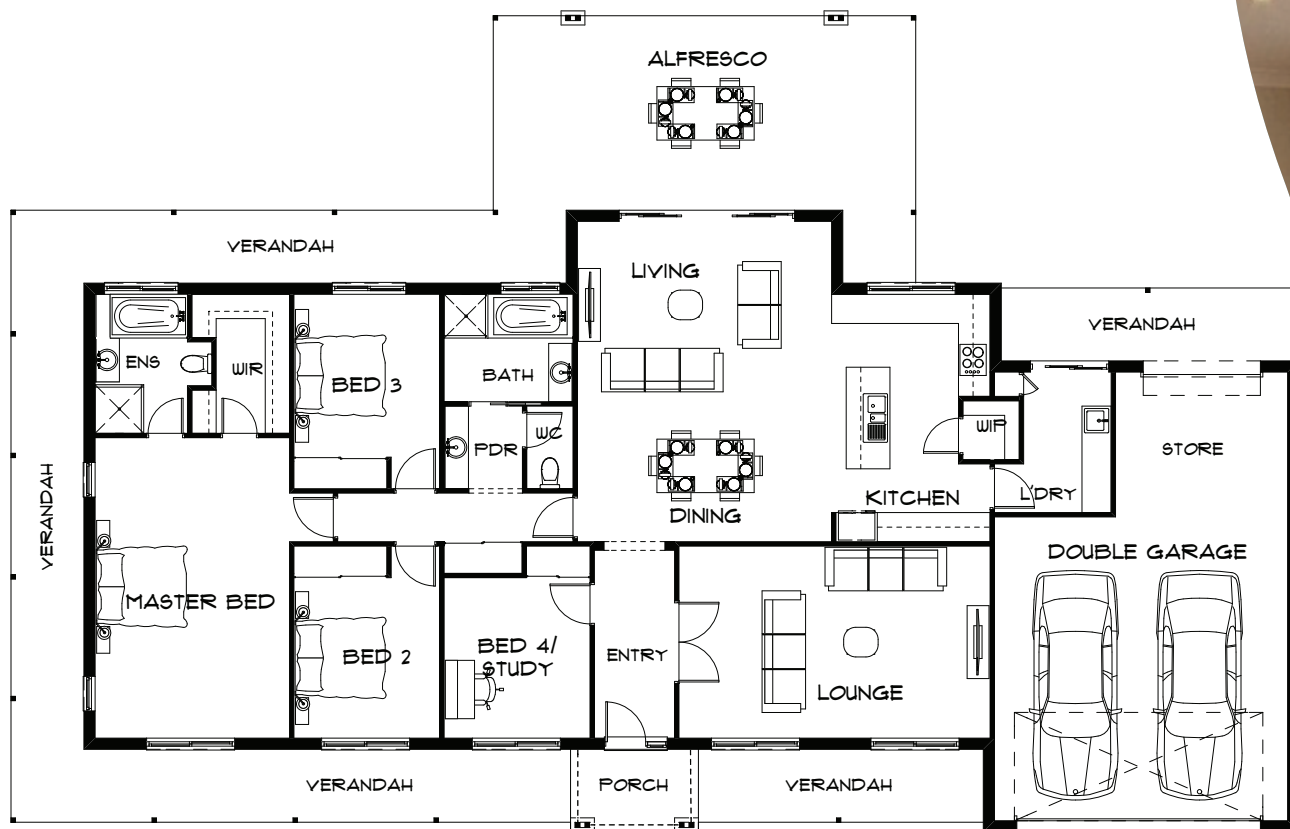 ALFRESCO
VERANDAH
LIVING
VERANDAH
ENS
WIR
BED 3
BATH
PDR
WC
WIP
STORE
KITCHEN
L'DRY
DINING
VERANDAH
DOUBLE GARAGE
MASTER BED
BED 2
BED 4/
STUDY
ENTRY
LOUNGE
VERANDAH
PORCH
VERANDAH